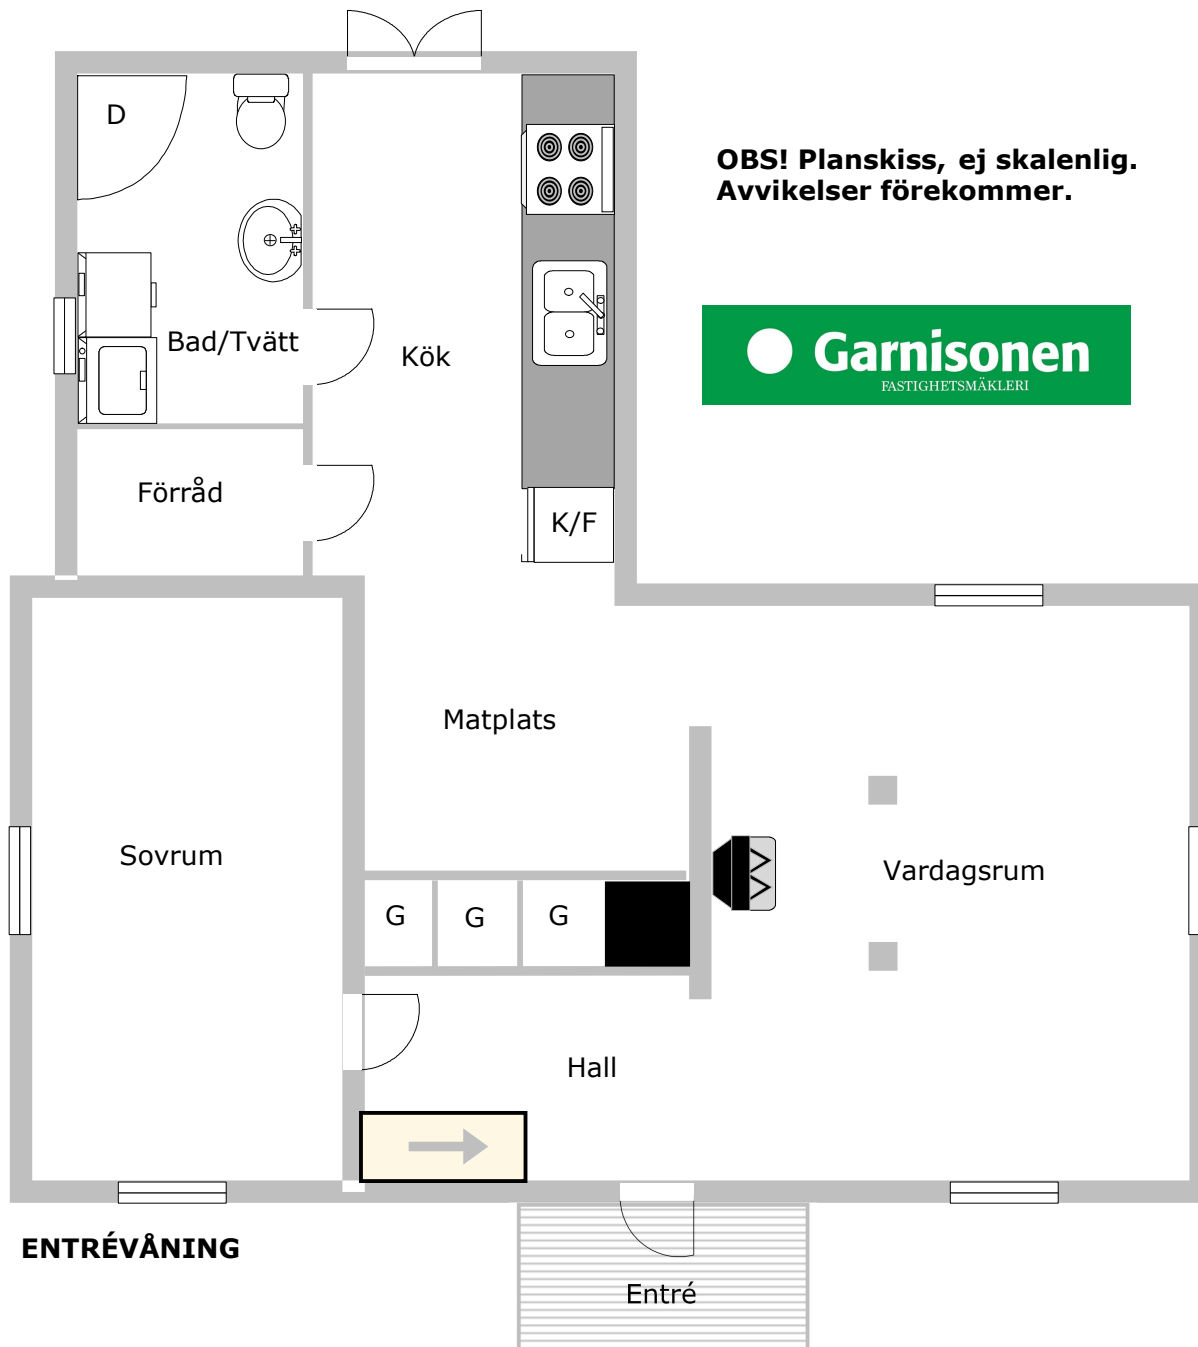 D
OBS! Planskiss, ej skalenlig.
Avvikelser förekommer.
Bad/Tvätt
Kök
Garnisonen
FASTIGHETSMÄKLERI
Förråd
K/F
Matplats
Sovrum
Vardagsrum
G G G
Hall
ENTRÉVÅNING
Entré